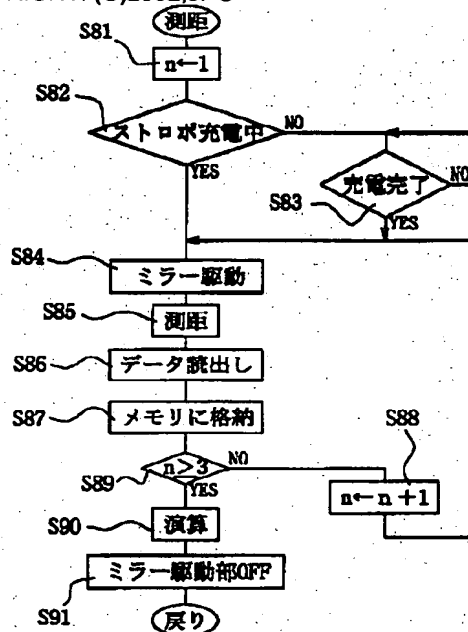 測距
S81
n←1
S82
ストロボ充電中
NO
YES
充電完了
NO
S83
YES
S84
ミラー駆動
S85
測距
S86
データ読出し
S87
メモリに格納
S88
S89
n>3
NO
YES
n←n+1
S90
演算
ミラー駆動部OFF
S91
戻り